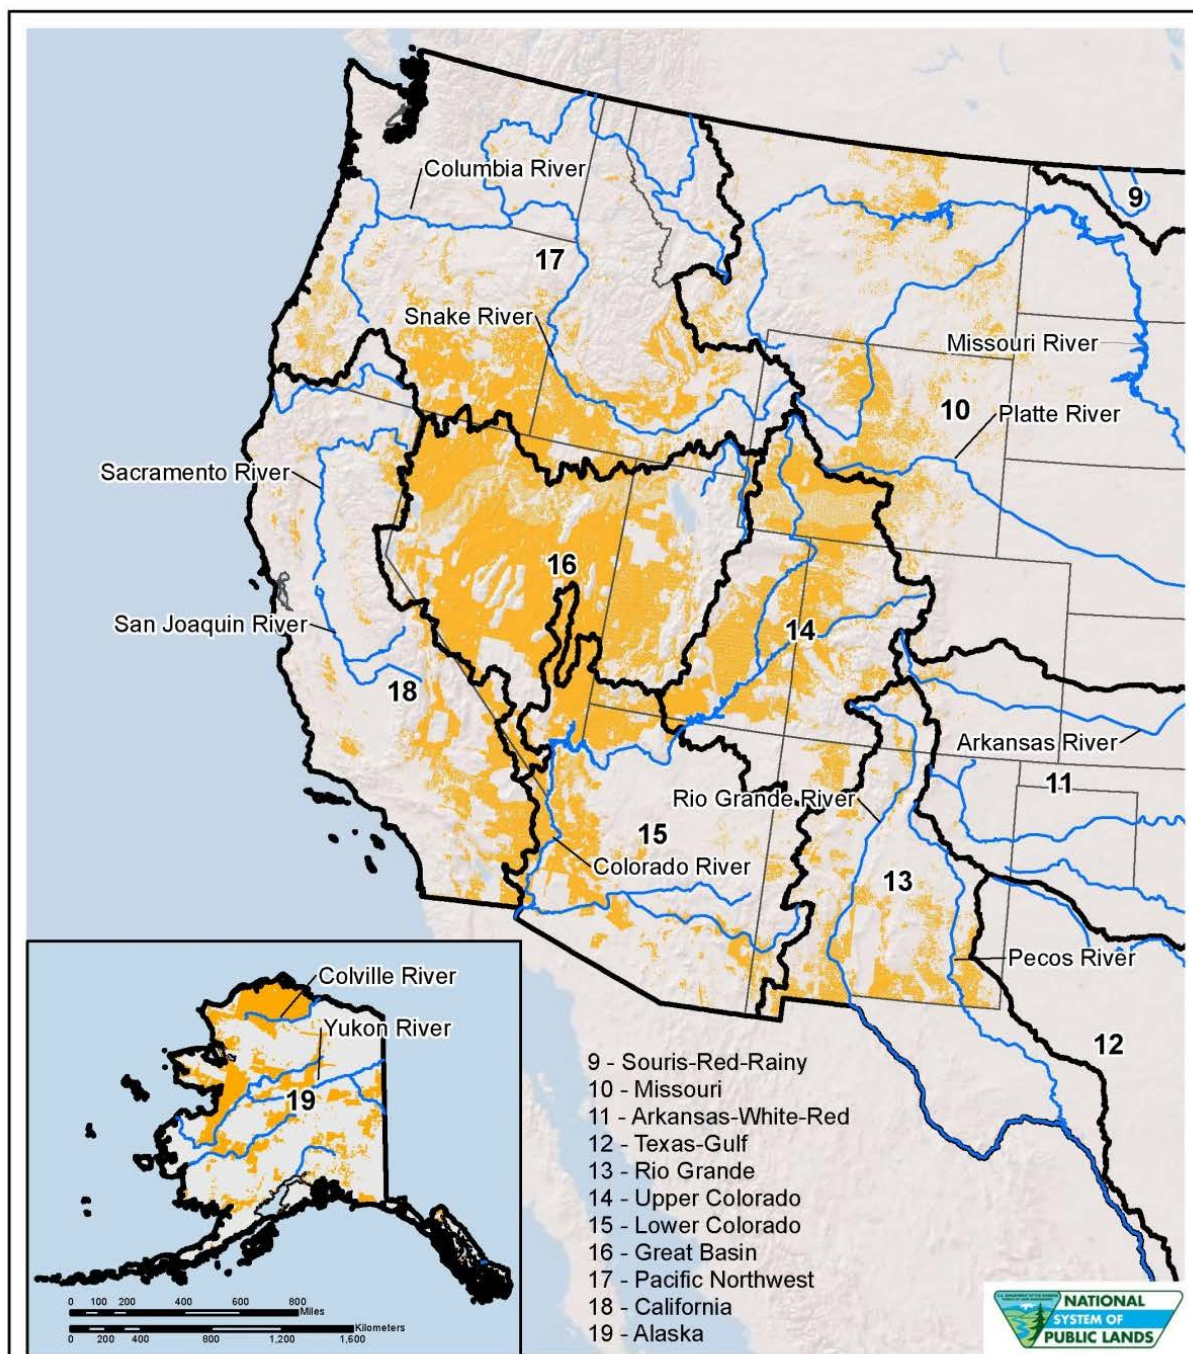 Columbia River
9
17
Snake River
Missouri River
10
Platte River
Sacramento River
16
San Joaquin River
14
18
Arkansas River
11
Rio Grande River
15
Colorado River
13
Pecos River
12
Colville River
Yukon River
19
0 100 200 400 600 800
Miles
Kilometers
0 200 400 800 1,200 1,600
9 - Souris-Red-Rainy
10 - Missouri
11 - Arkansas-White-Red
12 - Texas-Gulf
13 - Rio Grande
14 - Upper Colorado
15 - Lower Colorado
16 - Great Basin
17 - Pacific Northwest
18 - California
19 - Alaska
NATIONAL
SYSTEM OF
PUBLIC LANDS